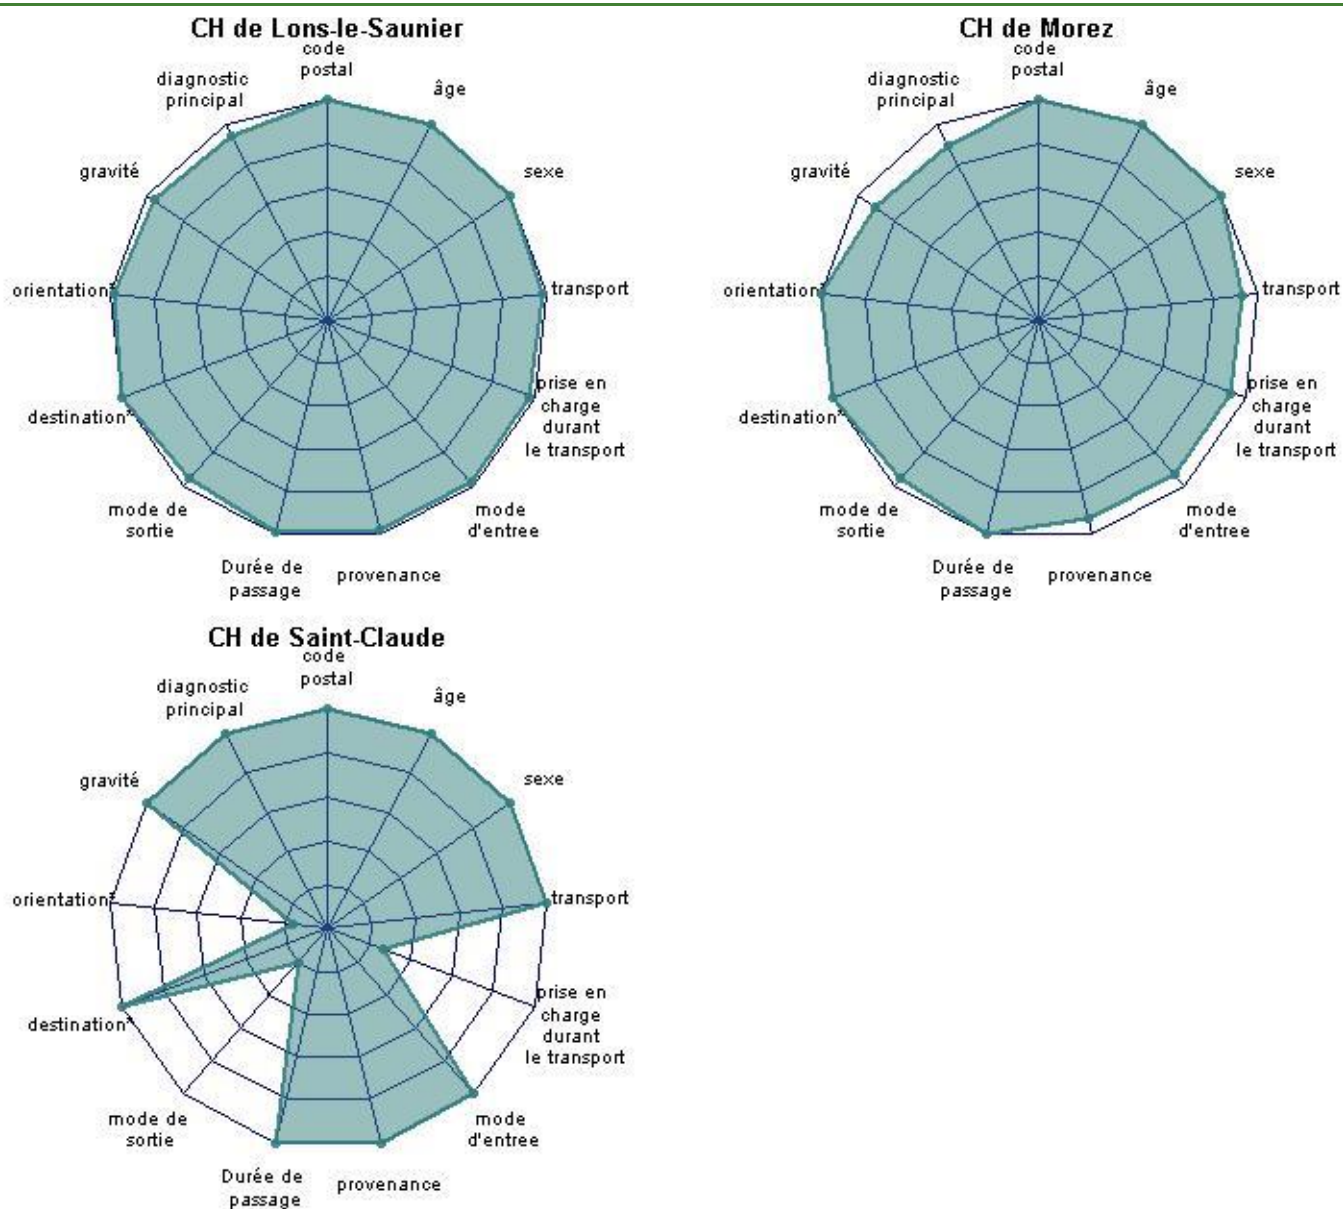 CH de Lons-le-Saunier
code
postal
âge
sexe
transport
prise en
charge
durant
le transport
mode
d'entree
provenance
Durée de
passage
mode de
sortie
destination*
orientation*
gravité
diagnostic
principal
CH de Morez
code
postal
âge
sexe
transport
prise en
charge
durant
le transport
mode
d'entree
provenance
Durée de
passage
mode de
sortie
destination*
orientation*
gravité
diagnostic
principal
CH de Saint-Claude
code
postal
âge
sexe
transport
prise en
charge
durant
le transport
mode
d'entree
provenance
Durée de
passage
mode de
sortie
destination*
orientation*
gravité
diagnostic
principal